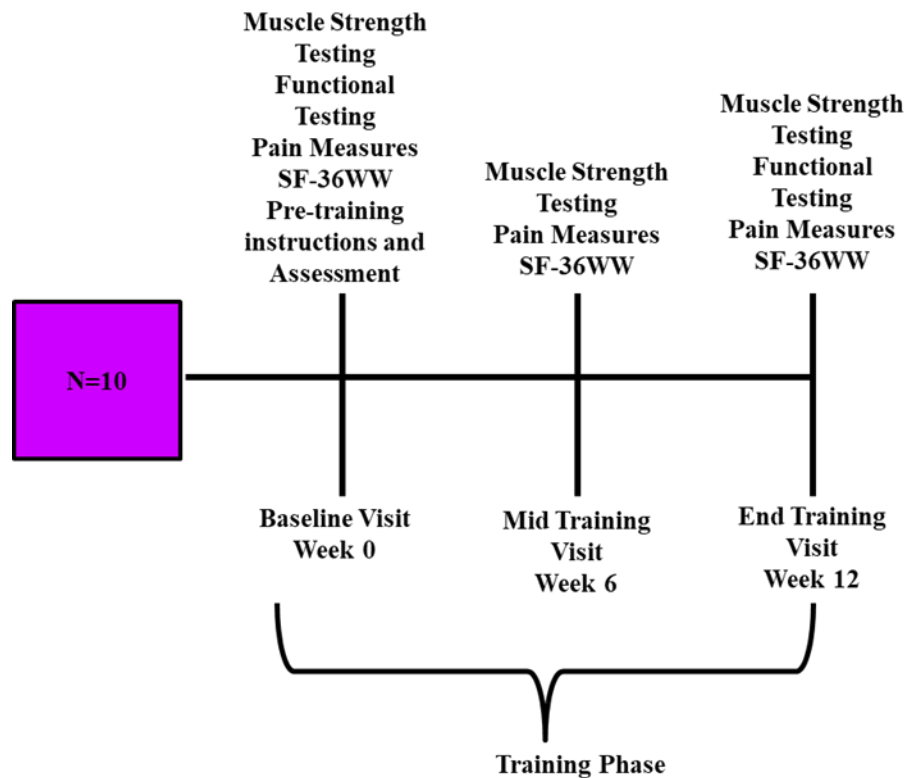 Muscle Strength
Testing
Functional
Testing
Pain Measures
SF-36WW
Pre-training
instructions and
Assessment
Muscle Strength
Testing
Pain Measures
SF-36WW
Muscle Strength
Testing
Functional
Testing
Pain Measures
SF-36WW
N=10
Baseline Visit
Week 0
Mid Training
Visit
Week 6
End Training
Visit
Week 12
Training Phase